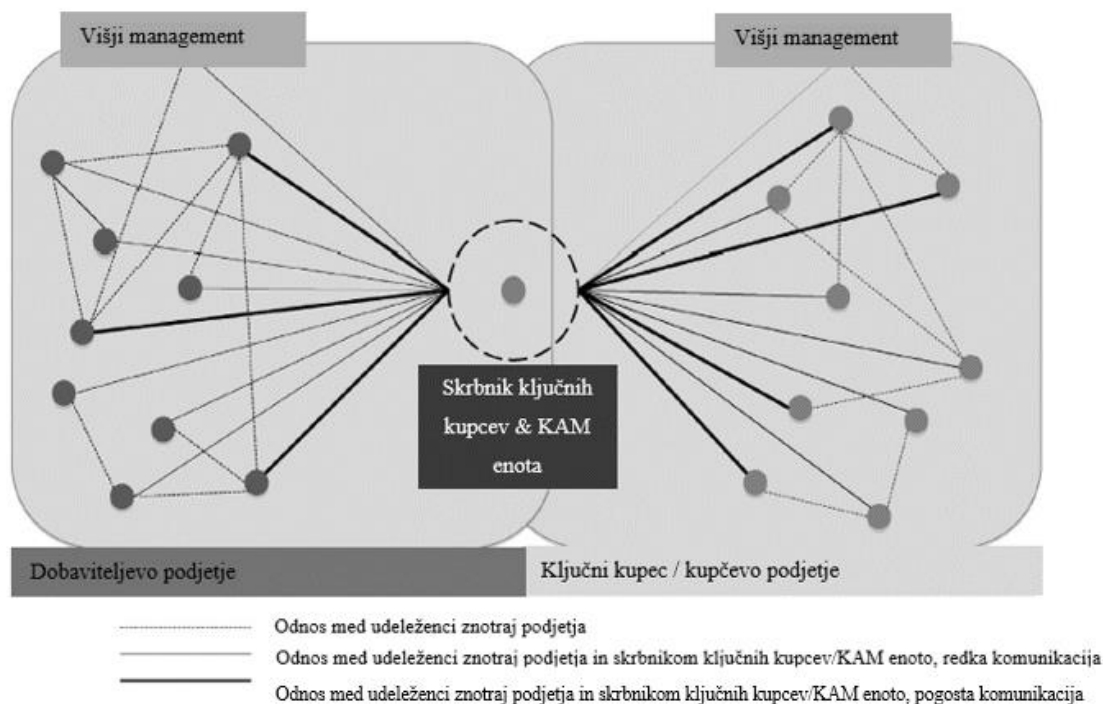 Višji management
Višji management
Skrbnik ključnih
kupcev & KAM
enota
Dobaviteljevo podjetje
Ključni kupec / kupčevo podjetje
Odnos med udeleženci znotraj podjetja
Odnos med udeleženci znotraj podjetja in skrbnikom ključnih kupcev/KAM enoto, redka komunikacija
Odnos med udeleženci znotraj podjetja in skrbnikom ključnih kupcev/KAM enoto, pogosta komunikacija